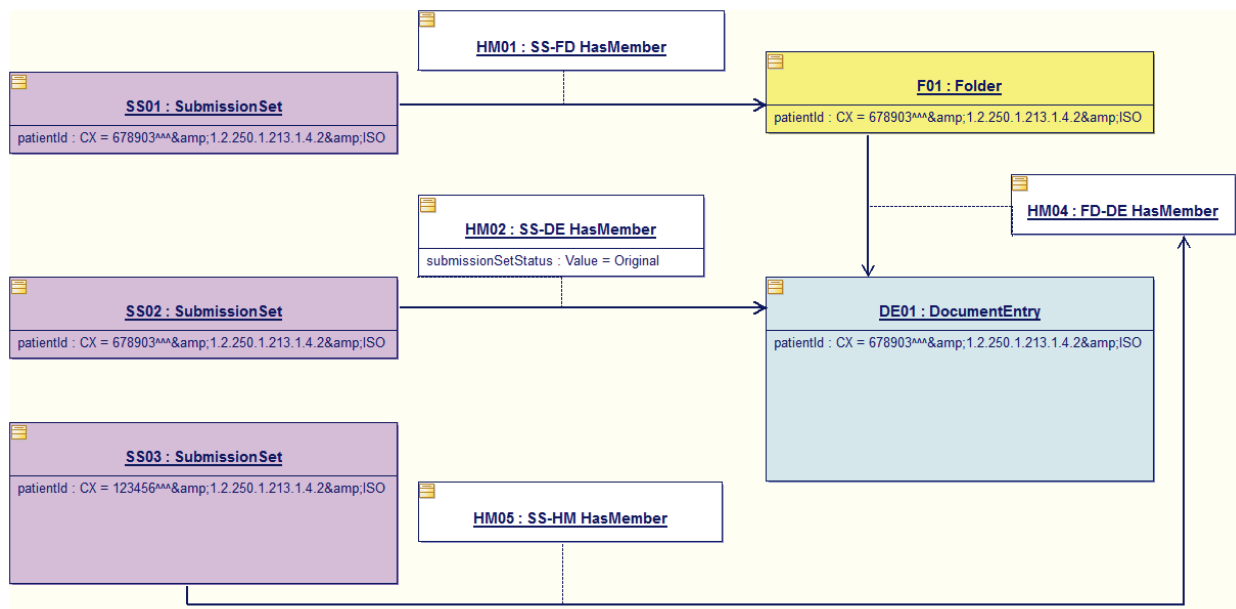 HM01 : SS-FD HasMember
SS01 : SubmissionSet
patientId : CX = 678903^^^&amp;1.2.250.1.213.1.4.2&amp;ISO
F01 : Folder
patientId : CX = 678903^^^&amp;1.2.250.1.213.1.4.2&amp;ISO
HM04 : FD-DE HasMember
HM02 : SS-DE HasMember
submissionSetStatus : Value = Original
SS02 : SubmissionSet
patientId : CX = 678903^^^&amp;1.2.250.1.213.1.4.2&amp;ISO
DE01 : DocumentEntry
patientId : CX = 678903^^^&amp;1.2.250.1.213.1.4.2&amp;ISO
SS03 : SubmissionSet
patientId : CX = 123456^^^&amp;1.2.250.1.213.1.4.2&amp;ISO
HM05 : SS-HM HasMember